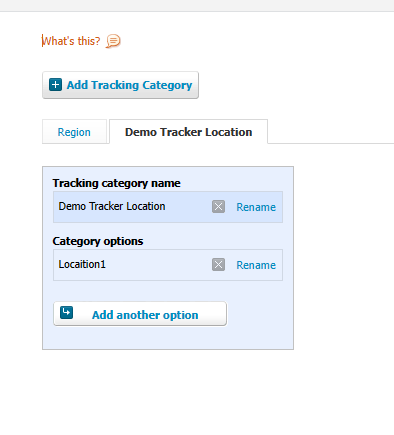 What's this?
Add Tracking Category
Region Demo Tracker Location
Tracking category name
Demo Tracker Location Rename
Category options
Locaition1 Rename
Add another option